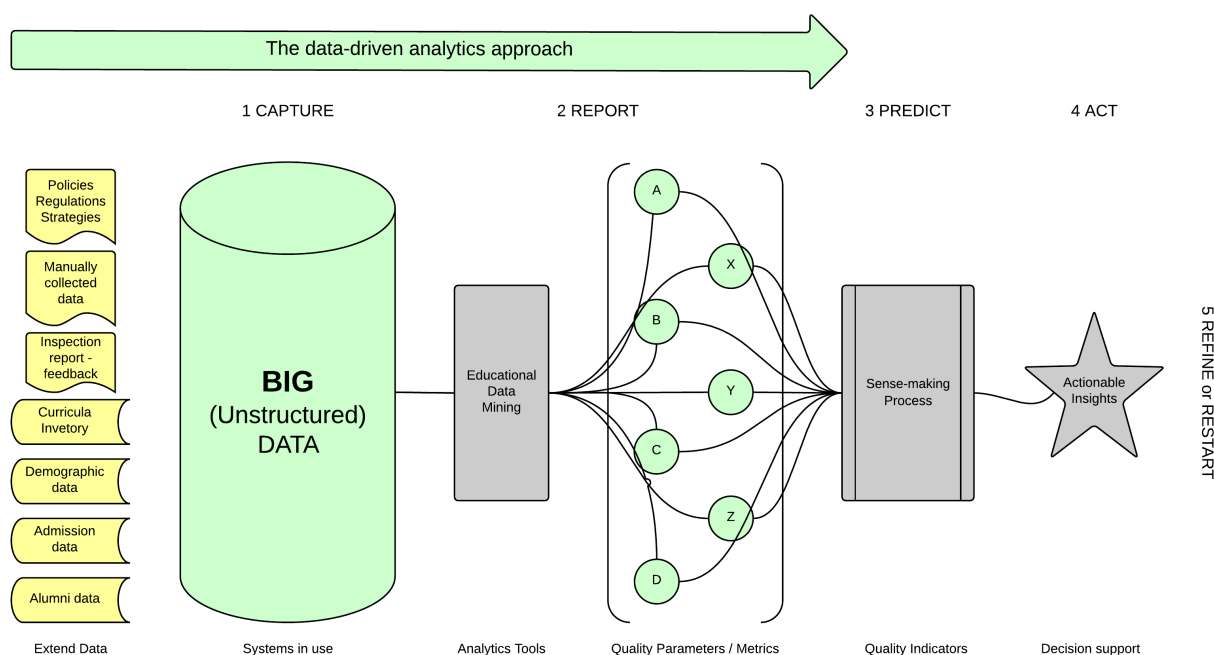 The data-driven analytics approach
1 CAPTURE
2 REPORT
3 PREDICT
4 ACT
5 REFINE or RESTART
Policies
Regulations
Strategies
Manually
collected
data
Inspection
report -
feedback
Curricula
Invetory
Demographic
data
Admission
data
Alumni data
BIG
(Unstructured)
DATA
Educational
Data
Mining
A
X
B
Y
C
Z
D
Sense-making
Process
Actionable
Insights
Extend Data
Systems in use
Analytics Tools
Quality Parameters / Metrics
Quality Indicators
Decision support